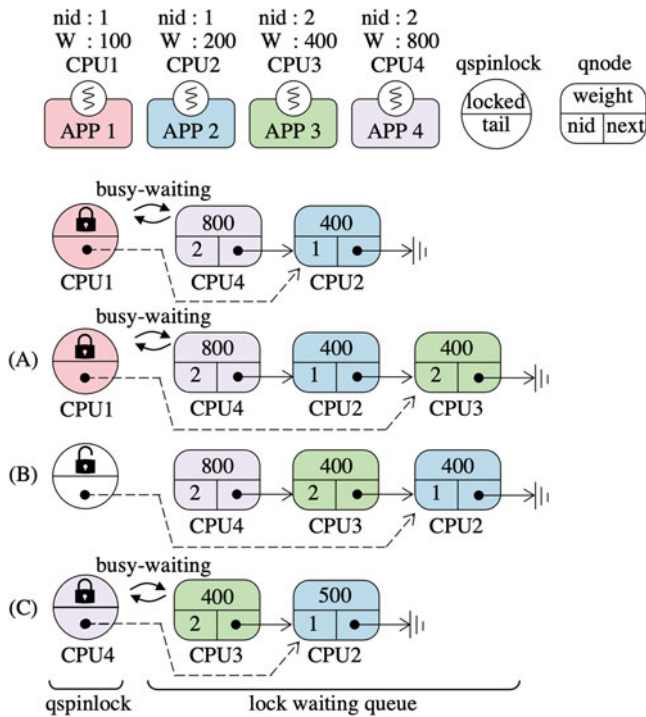 nid : 1 nid : 1 nid : 2 nid : 2
W : 100 W : 200 W : 400 W : 800
CPU1 CPU2 CPU3 CPU4 qspinlock qnode
APP 1 APP 2 APP 3 APP 4 locked weight
tail nid next
busy-waiting
800 400
2 1
CPU1 CPU4 CPU2
busy-waiting
(A) 800 400 400
2 1 2
CPU1 CPU4 CPU2 CPU3
(B) 800 400 400
2 2 1
CPU4 CPU3 CPU2
busy-waiting
(C) 400 500
2 1
CPU4 CPU3 CPU2
qspinlock lock waiting queue